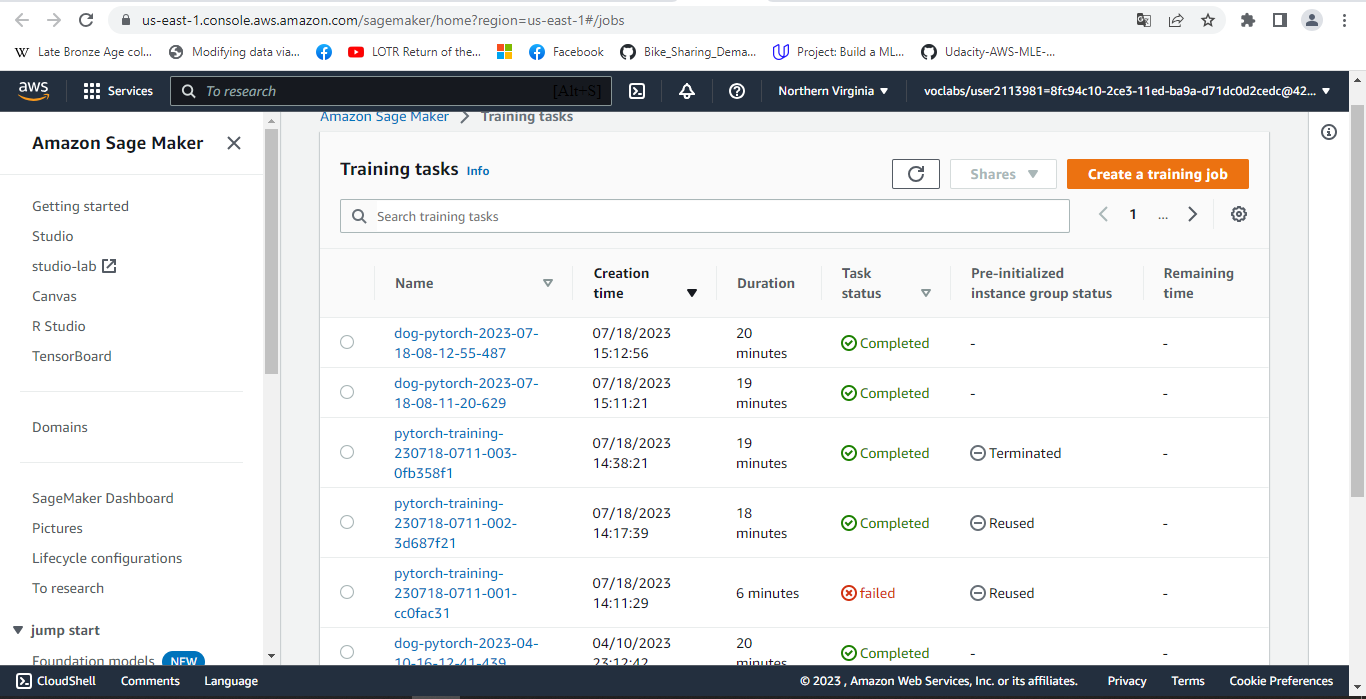 us-east-1.console.aws.amazon.com/sagemaker/home?region=us-east-1#/jobs
Late Bronze Age col...
Modifying data via...
LOTR Return of the...
Facebook
Bike_Sharing_Dema...
Project: Build a ML...
Udacity-AWS-MLE-...
aws
Services
To research
[Alt+S]
Northern Virginia
voclabs/user2113981=8fc94c10-2ce3-11ed-ba9a-d71dc0d2cedc@42...
Amazon Sage Maker
Getting started
Studio
studio-lab
Canvas
R Studio
TensorBoard
Domains
SageMaker Dashboard
Pictures
Lifecycle configurations
To research
jump start
Foundation models NEW
Amazon Sage Maker > Training tasks
Training tasks Info
Shares
Create a training job
Search training tasks
1 ...
Name
Creation
time
Duration
Task
status
Pre-initialized
instance group status
Remaining
time
dog-pytorch-2023-07-
18-08-12-55-487
07/18/2023
15:12:56
20
minutes
Completed
-
-
dog-pytorch-2023-07-
18-08-11-20-629
07/18/2023
15:11:21
19
minutes
Completed
-
-
pytorch-training-
230718-0711-003-
0fb358f1
07/18/2023
14:38:21
19
minutes
Completed
Terminated
-
pytorch-training-
230718-0711-002-
3d687f21
07/18/2023
14:17:39
18
minutes
Completed
Reused
-
pytorch-training-
230718-0711-001-
cc0fac31
07/18/2023
14:11:29
6 minutes
failed
Reused
-
dog-pytorch-2023-04-
10-16-12-41-439
04/10/2023
23:12:42
20
minutes
Completed
-
-
CloudShell
Comments
Language
© 2023 , Amazon Web Services, Inc. or its affiliates.
Privacy
Terms
Cookie Preferences